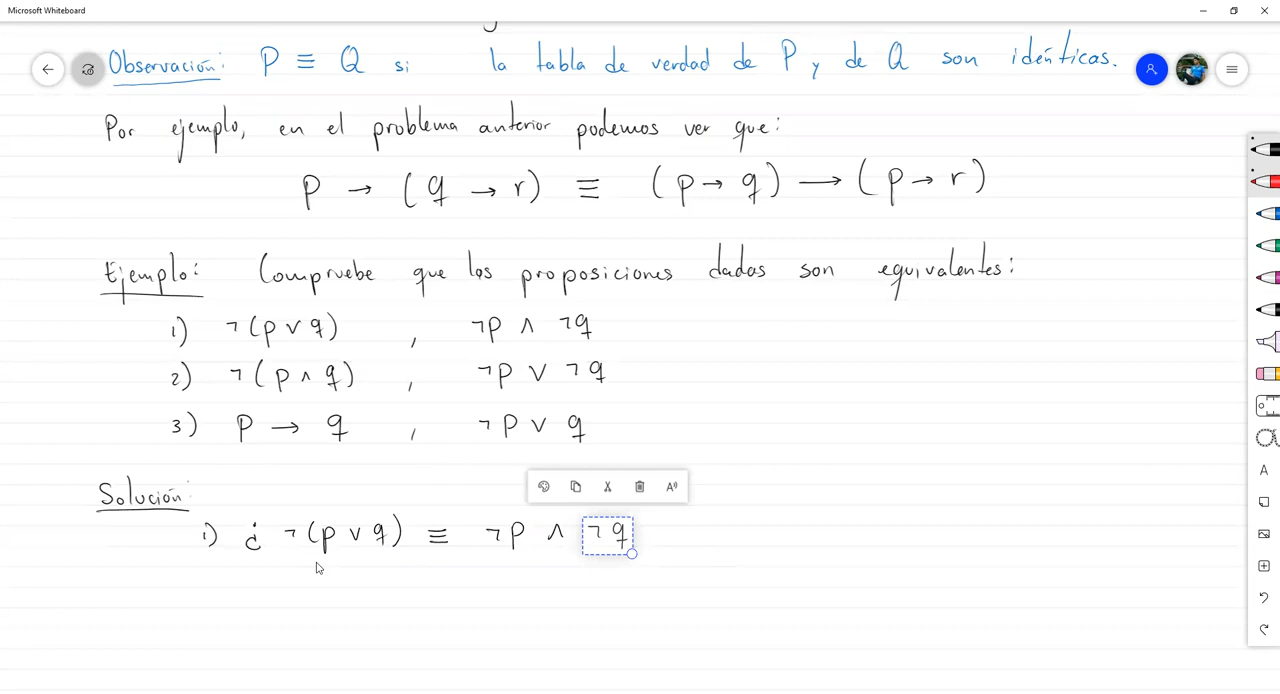 Microsoft Whiteboard
Observación: P ≡ Q si la tabla de verdad de P y de Q son idénticas.
Por ejemplo, en el problema anterior podemos ver que:
p → (q → r) ≡ (p → q) → (p → r)
Ejemplo: Compruebe que las proposiciones dadas son equivalentes:
1) ¬(p ∨ q) , ¬p ∧ ¬q
2) ¬(p ∧ q) , ¬p ∨ ¬q
3) p → q , ¬p ∨ q
Solución:
1) ¿ ¬(p ∨ q) ≡ ¬p ∧ ¬q